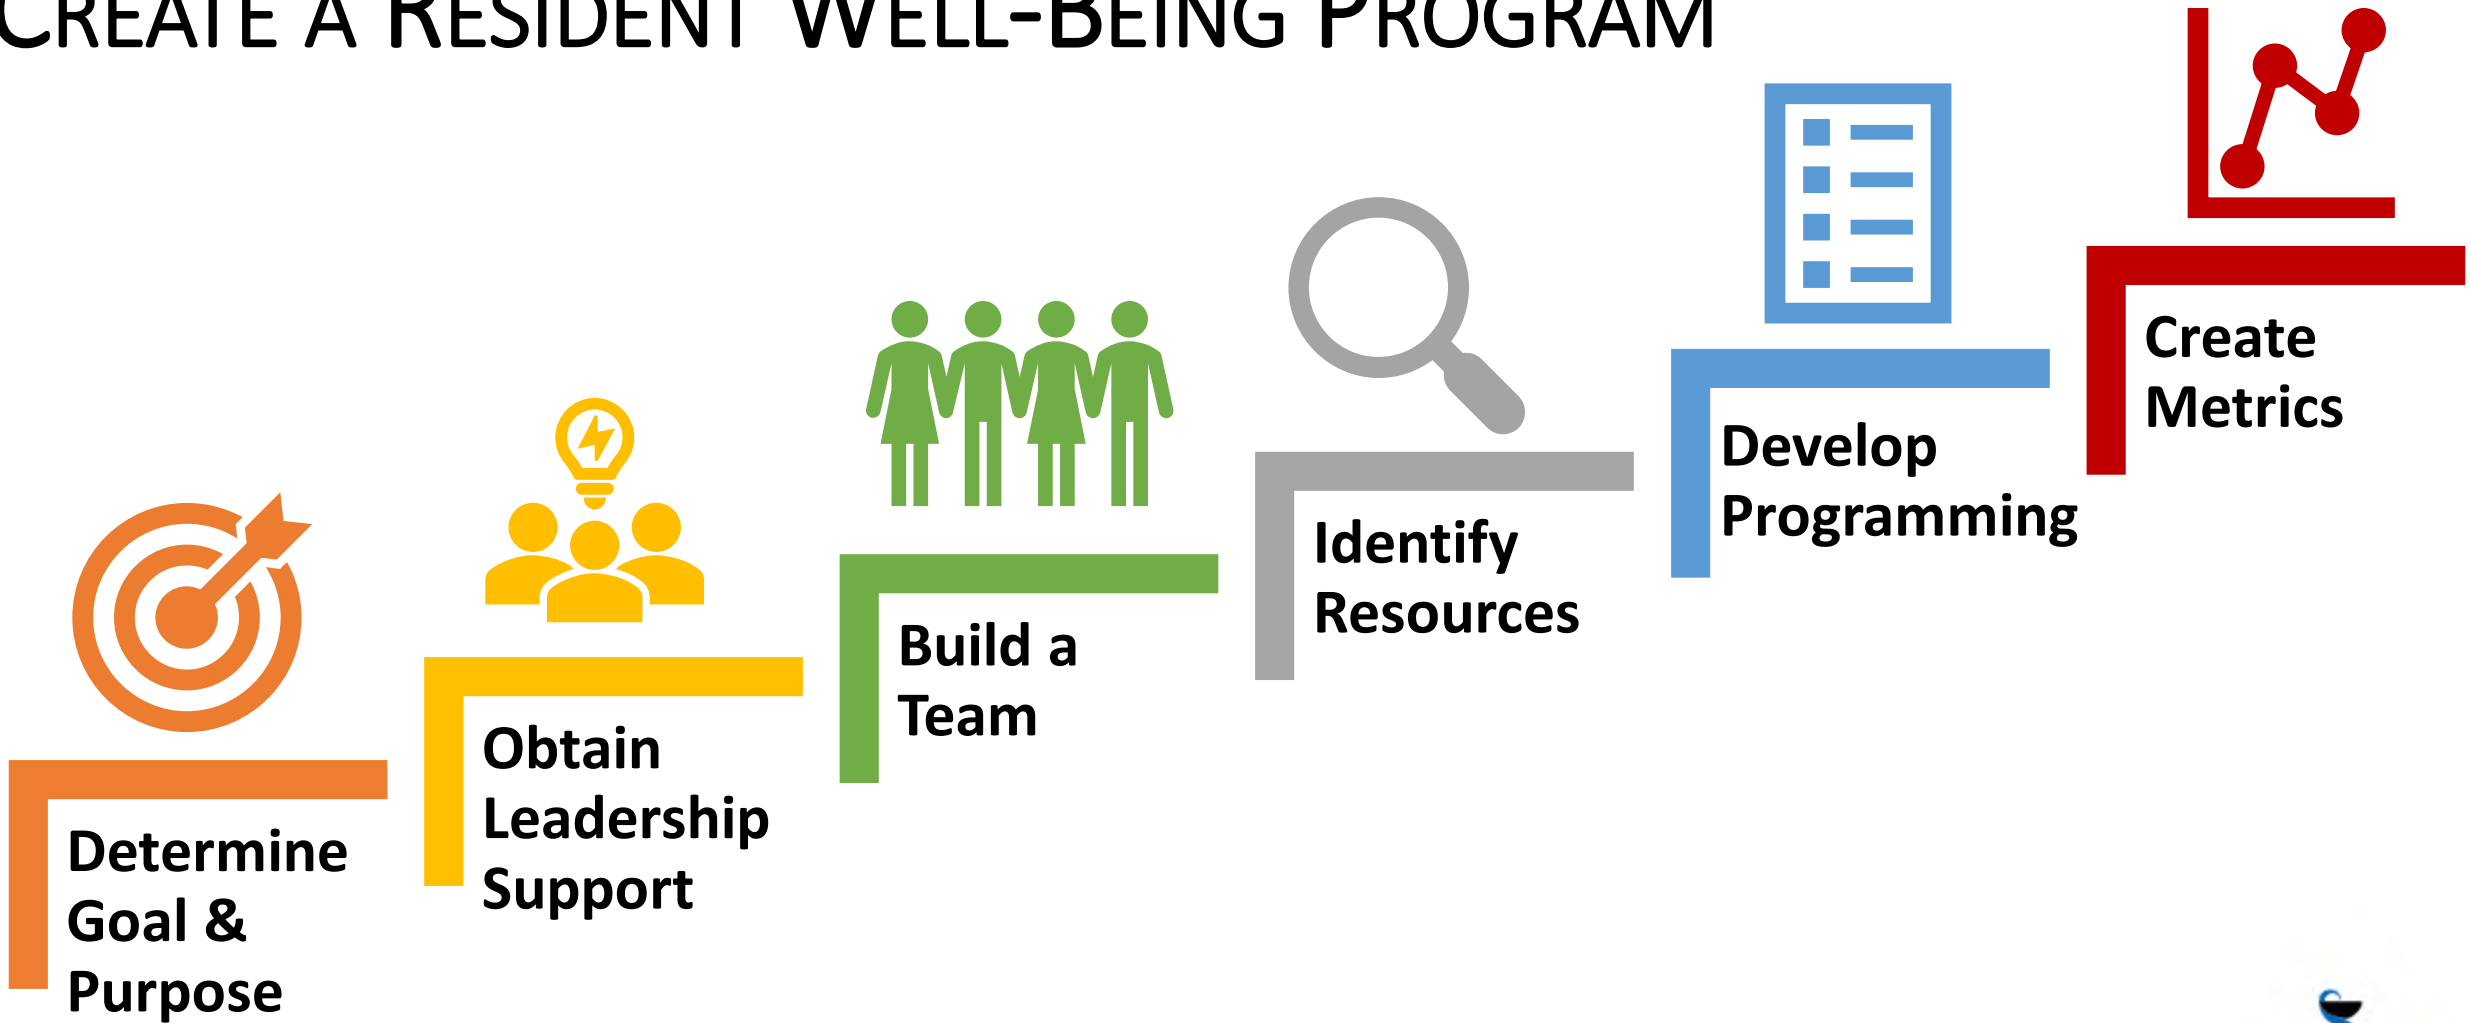 CREATE A RESIDENT WELL-BEING PROGRAM
Determine
Goal &
Purpose
Obtain
Leadership
Support
Build a
Team
Identify
Resources
Develop
Programming
Create
Metrics